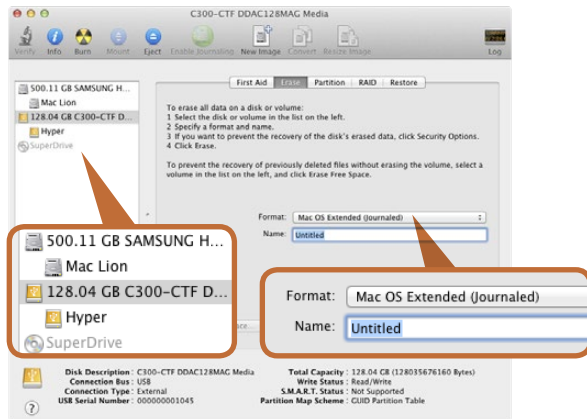 C300-CTF DDAC128MAG Media
Verify Info Burn Mount Eject Enable Journaling New Image Convert Resize Image Log
First Aid Erase Partition RAID Restore
500.11 GB SAMSUNG H...
Mac Lion
128.04 GB C300-CTF D...
Hyper
SuperDrive
To erase all data on a disk or volume:
1 Select the disk or volume in the list on the left.
2 Specify a format and name.
3 If you want to prevent the recovery of the disk's erased data, click Security Options.
4 Click Erase.
To prevent the recovery of previously deleted files without erasing the volume, select a
volume in the list on the left, and click Erase Free Space.
Format: Mac OS Extended (Journaled)
Name: Untitled
500.11 GB SAMSUNG H...
Mac Lion
128.04 GB C300-CTF D...
Hyper
SuperDrive
Format: Mac OS Extended (Journaled)
Name: Untitled
Disk Description : C300-CTF DDAC128MAG Media
Connection Bus : USB
Connection Type : External
USB Serial Number : 000000001045
Total Capacity : 128.04 GB (128035676160 Bytes)
Write Status : Read/Write
S.M.A.R.T. Status : Not Supported
Partition Map Scheme : GUID Partition Table
?